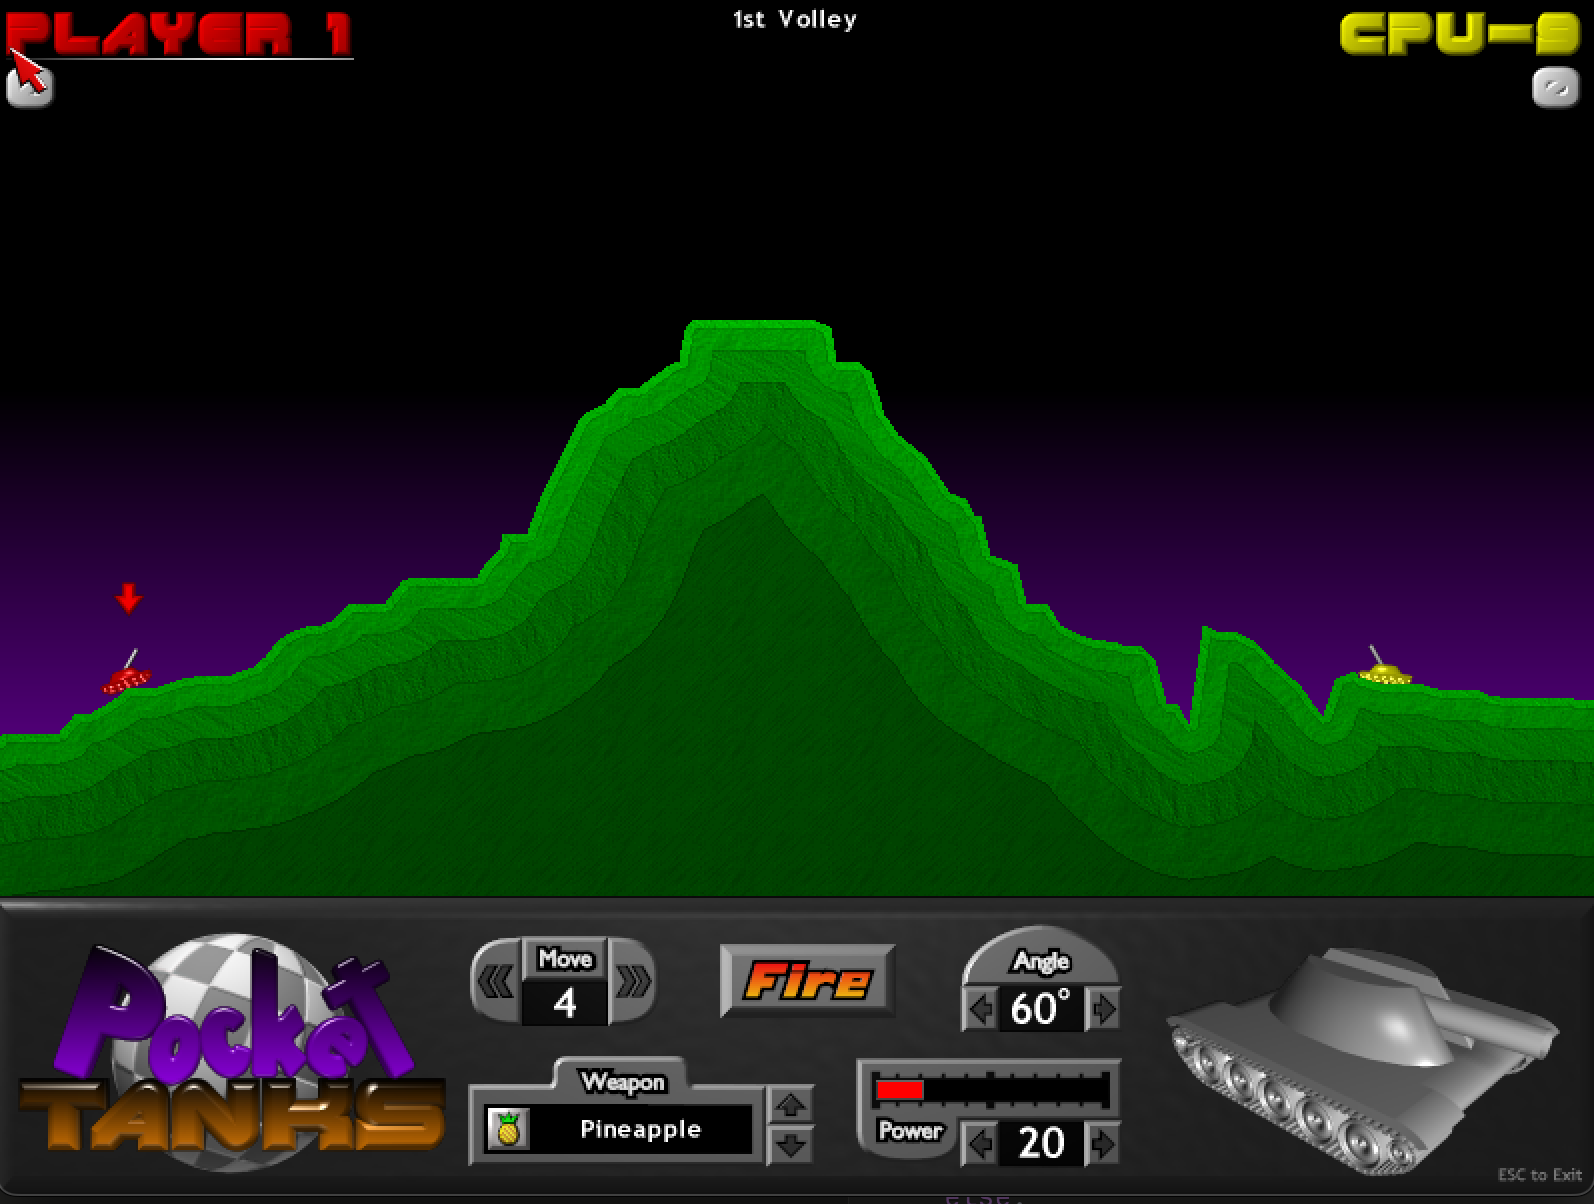 PLAYER 1
1st Volley
CPU-9
Move
4
Fire
Angle
60°
Pocket
TANKS
Weapon
Pineapple
Power
20
ESC to Exit